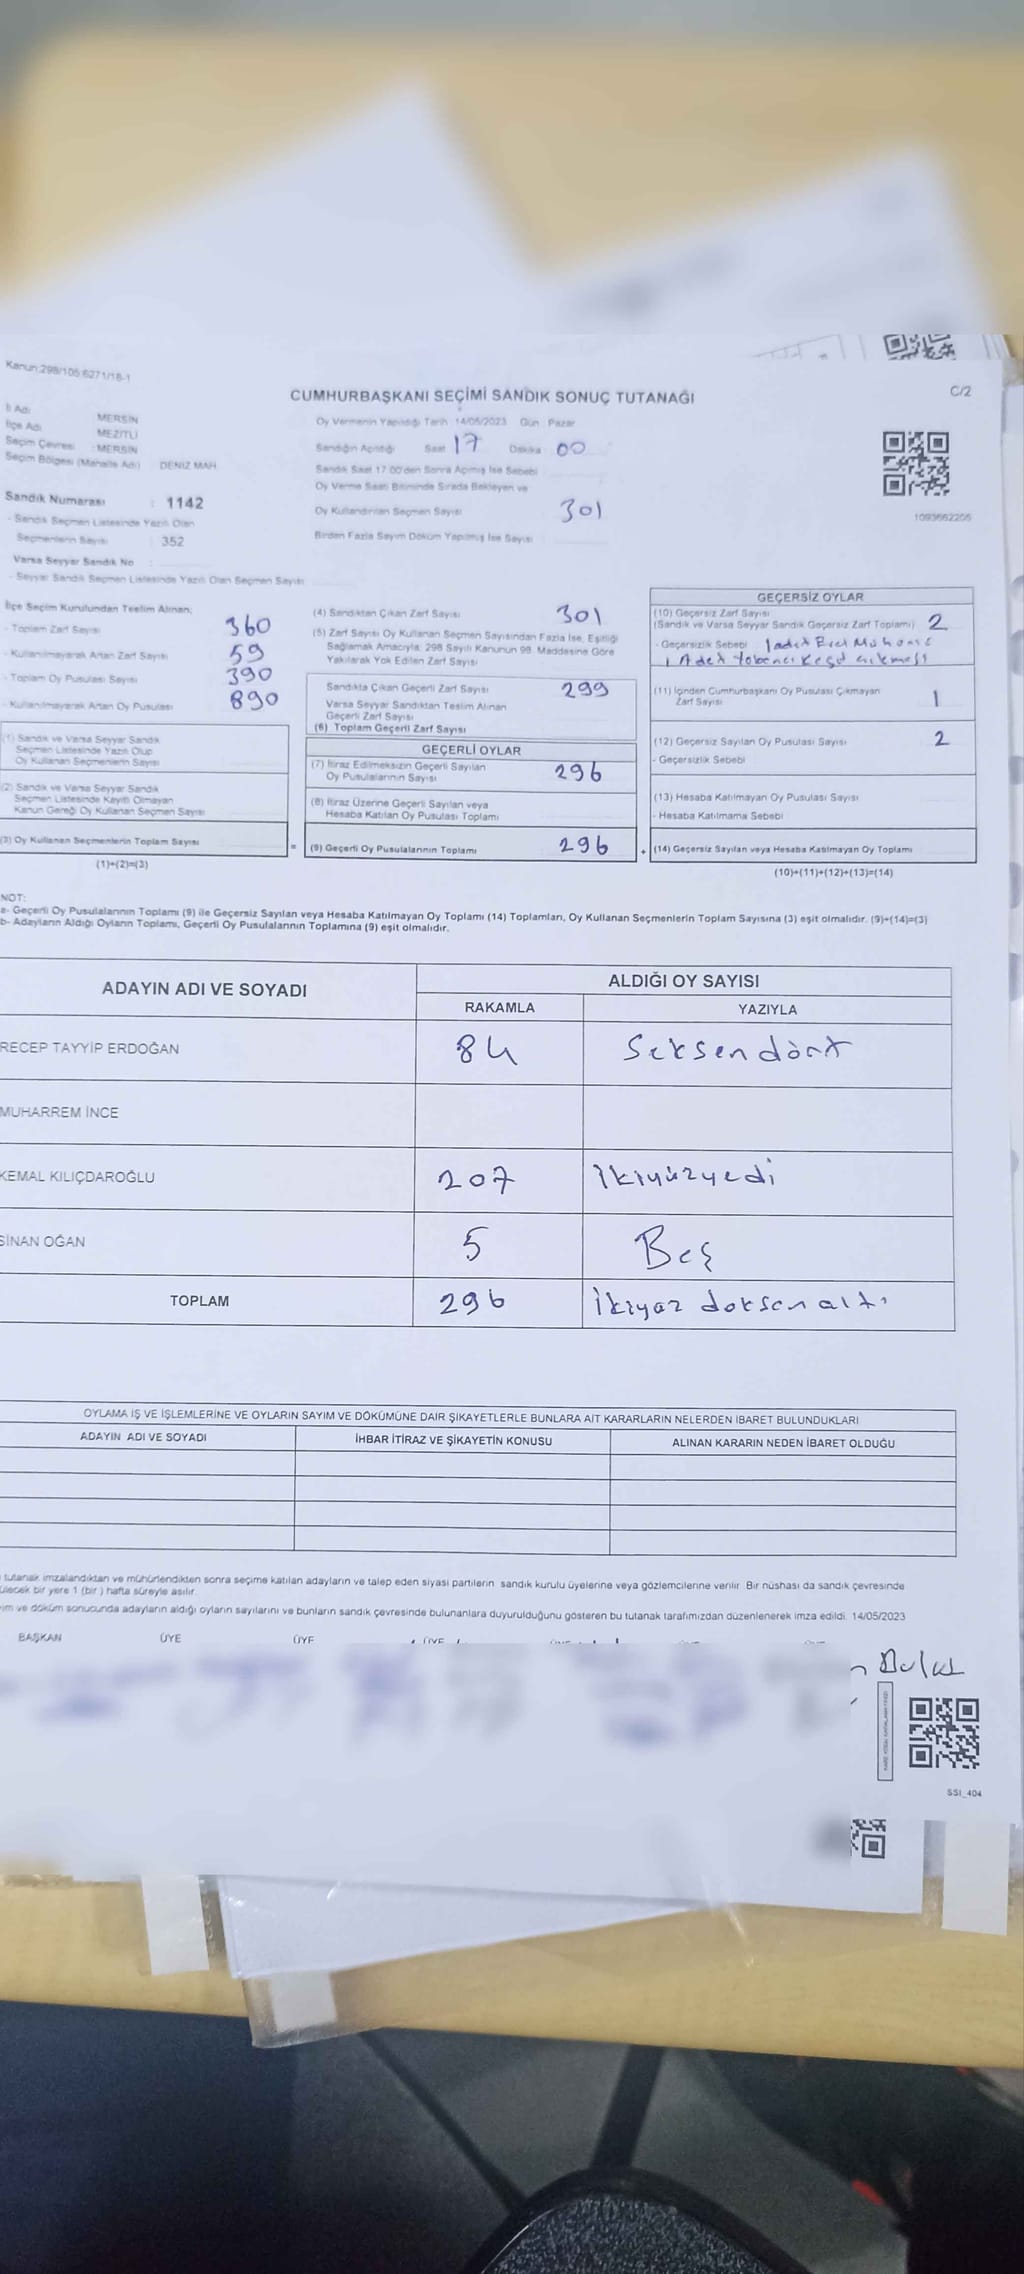 Kanun:298/105 6271/18-1
CUMHURBAŞKANI SEÇİMİ SANDIK SONUÇ TUTANAĞI
C/2
İl Adı MERSİN
İlçe Adı MEZİTLİ
Seçim Çevresi : MERSİN
Seçim Bölgesi (Mahalle Adı) DENİZ MAH.
Oy Vermenin Yapıldığı Tarih 14/05/2023 Gün Pazar
Sandığın Açıldığı Saat 17 Dakika 00
Sandık Saat 17.00'den Sonra Açılmış İse Sebebi
Oy Verme Saati Bitiminde Sırada Bekleyen ve
Oy Kullandırılan Seçmen Sayısı 301
Birden Fazla Sayım Döküm Yapılmış İse Sayısı
1093662206
Sandık Numarası : 1142
- Sandık Seçmen Listesinde Yazılı Olan
Seçmenlerin Sayısı : 352
Varsa Seyyar Sandık No
- Seyyar Sandık Seçmen Listesinde Yazılı Olan Seçmen Sayısı
İlçe Seçim Kurulundan Teslim Alınan;
- Toplam Zarf Sayısı 360
- Kullanılmayarak Artan Zarf Sayısı 59
- Toplam Oy Pusulası Sayısı 390
- Kullanılmayarak Artan Oy Pusulası 890
(1) Sandık ve Varsa Seyyar Sandık
Seçmen Listesinde Yazılı Olup
Oy Kullanan Seçmenlerin Sayısı
(2) Sandık ve Varsa Seyyar Sandık
Seçmen Listesinde Kayıtlı Olmayan
Kanun Gereği Oy Kullanan Seçmen Sayısı
(3) Oy Kullanan Seçmenlerin Toplam Sayısı
(1)+(2)=(3)
(4) Sandıktan Çıkan Zarf Sayısı 301
(5) Zarf Sayısı Oy Kullanan Seçmen Sayısından Fazla İse, Eşitliği
Sağlamak Amacıyla, 298 Sayılı Kanunun 98. Maddesine Göre
Yakılarak Yok Edilen Zarf Sayısı
Sandıkta Çıkan Geçerli Zarf Sayısı 299
Varsa Seyyar Sandıktan Teslim Alınan
Geçerli Zarf Sayısı
(6) Toplam Geçerli Zarf Sayısı
GEÇERLİ OYLAR
(7) İtiraz Edilmeksizin Geçerli Sayılan
Oy Pusulalarının Sayısı 296
(8) İtiraz Üzerine Geçerli Sayılan veya
Hesaba Katılan Oy Pusulası Toplamı
= (9) Geçerli Oy Pusulalarının Toplamı 296 +
GEÇERSİZ OYLAR
(10) Geçersiz Zarf Sayısı
(Sandık ve Varsa Seyyar Sandık Geçersiz Zarf Toplamı) 2
- Geçersizlik Sebebi 1 adet Evet
1 Adet
(11) İçinden Cumhurbaşkanı Oy Pusulası Çıkmayan
Zarf Sayısı 1
(12) Geçersiz Sayılan Oy Pusulası Sayısı 2
- Geçersizlik Sebebi
(13) Hesaba Katılmayan Oy Pusulası Sayısı
- Hesaba Katılmama Sebebi
(14) Geçersiz Sayılan veya Hesaba Katılmayan Oy Toplamı
(10)+(11)+(12)+(13)=(14)
NOT:
a- Geçerli Oy Pusulalarının Toplamı (9) ile Geçersiz Sayılan veya Hesaba Katılmayan Oy Toplamı (14) Toplamları, Oy Kullanan Seçmenlerin Toplam Sayısına (3) eşit olmalıdır. (9)+(14)=(3)
b- Adayların Aldığı Oyların Toplamı, Geçerli Oy Pusulalarının Toplamına (9) eşit olmalıdır.
ADAYIN ADI VE SOYADI ALDIĞI OY SAYISI
RAKAMLA YAZIYLA
RECEP TAYYİP ERDOĞAN 84 Seksendört
MUHARREM İNCE
KEMAL KILIÇDAROĞLU 207 İkiyüzyedi
SİNAN OĞAN 5 Beş
TOPLAM 296 İkiyüz doksan altı
OYLAMA İŞ VE İŞLEMLERİNE VE OYLARIN SAYIM VE DÖKÜMÜNE DAİR ŞİKAYETLERLE BUNLARA AİT KARARLARIN NELERDEN İBARET BULUNDUKLARI
ADAYIN ADI VE SOYADI İHBAR İTİRAZ VE ŞİKAYETİN KONUSU ALINAN KARARIN NEDEN İBARET OLDUĞU
tutanak imzalandıktan ve mühürlendikten sonra seçime katılan adayların ve talep eden siyasi partilerin sandık kurulu üyelerine veya gözlemcilerine verilir. Bir nüshası da sandık çevresinde
ülecek bir yere 1 (bir ) hafta süreyle asılır.
ım ve döküm sonucunda adayların aldığı oyların sayılarını ve bunların sandık çevresinde bulunanlara duyurulduğunu gösteren bu tutanak tarafımızdan düzenlenerek imza edildi. 14/05/2023
BAŞKAN ÜYE ÜYE ÜYE
Bulut
SSI_404